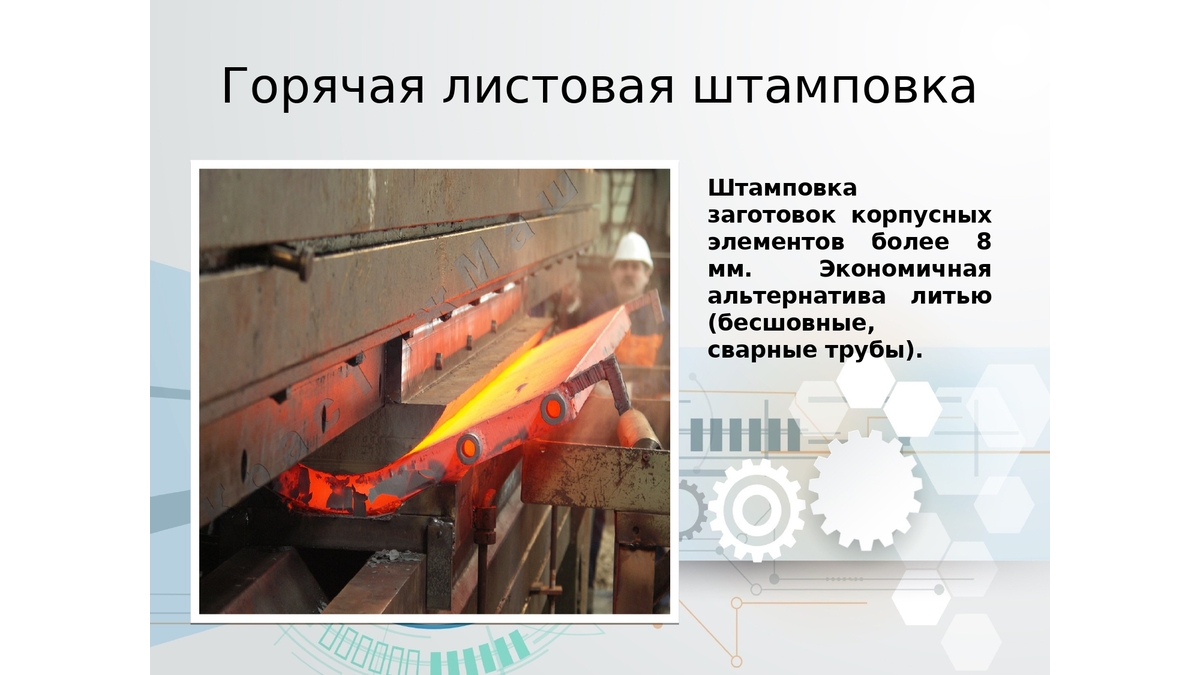 Горячая листовая штамповка
Штамповка
заготовок корпусных
элементов более 8
мм. Экономичная
альтернатива литью
(бесшовные,
сварные трубы).